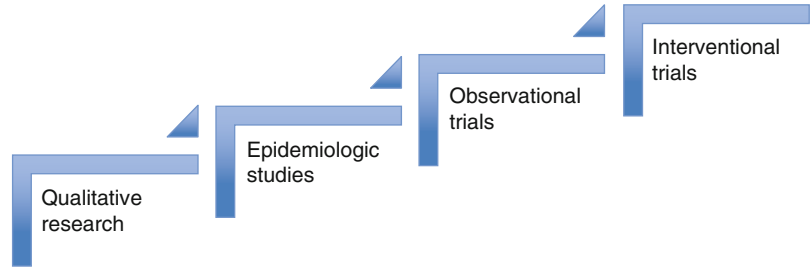 Qualitative
research
Epidemiologic
studies
Observational
trials
Interventional
trials